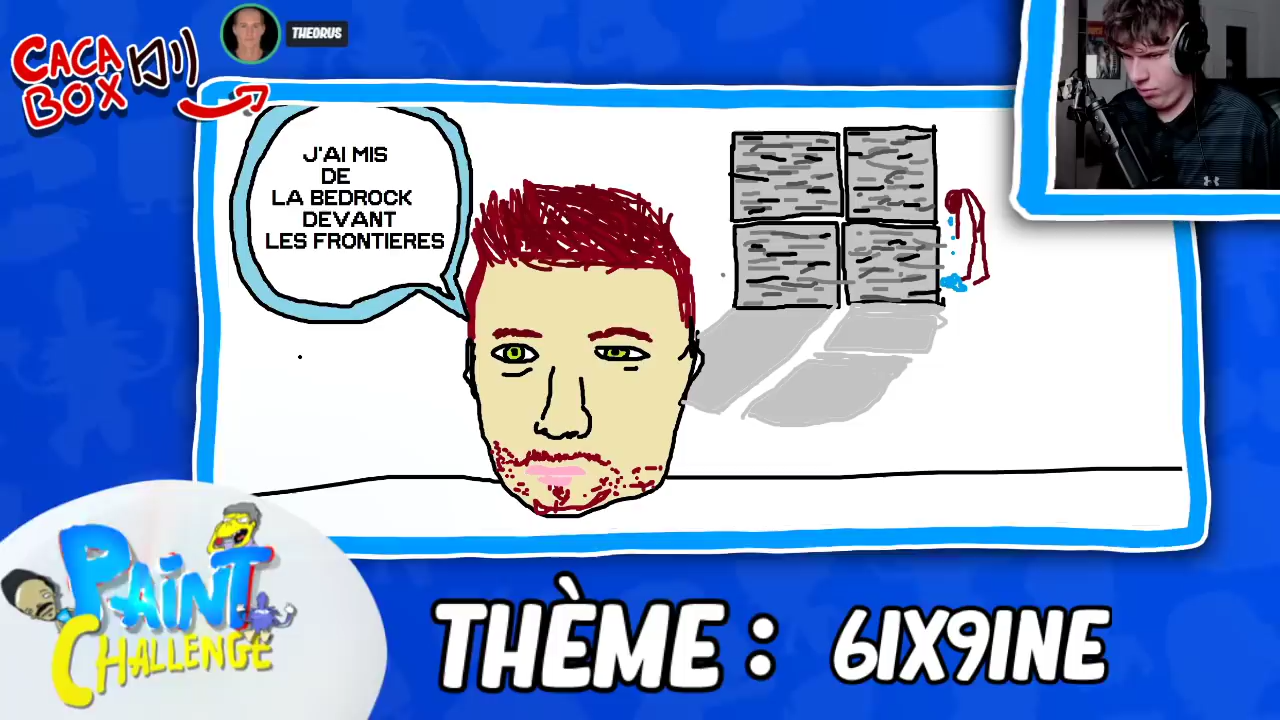 CACA
BOX
THEORUS
J'AI MIS
DE
LA BEDROCK
DEVANT
LES FRONTIERES
PAINT
CHALLENGE
THÈME : 6IX9INE